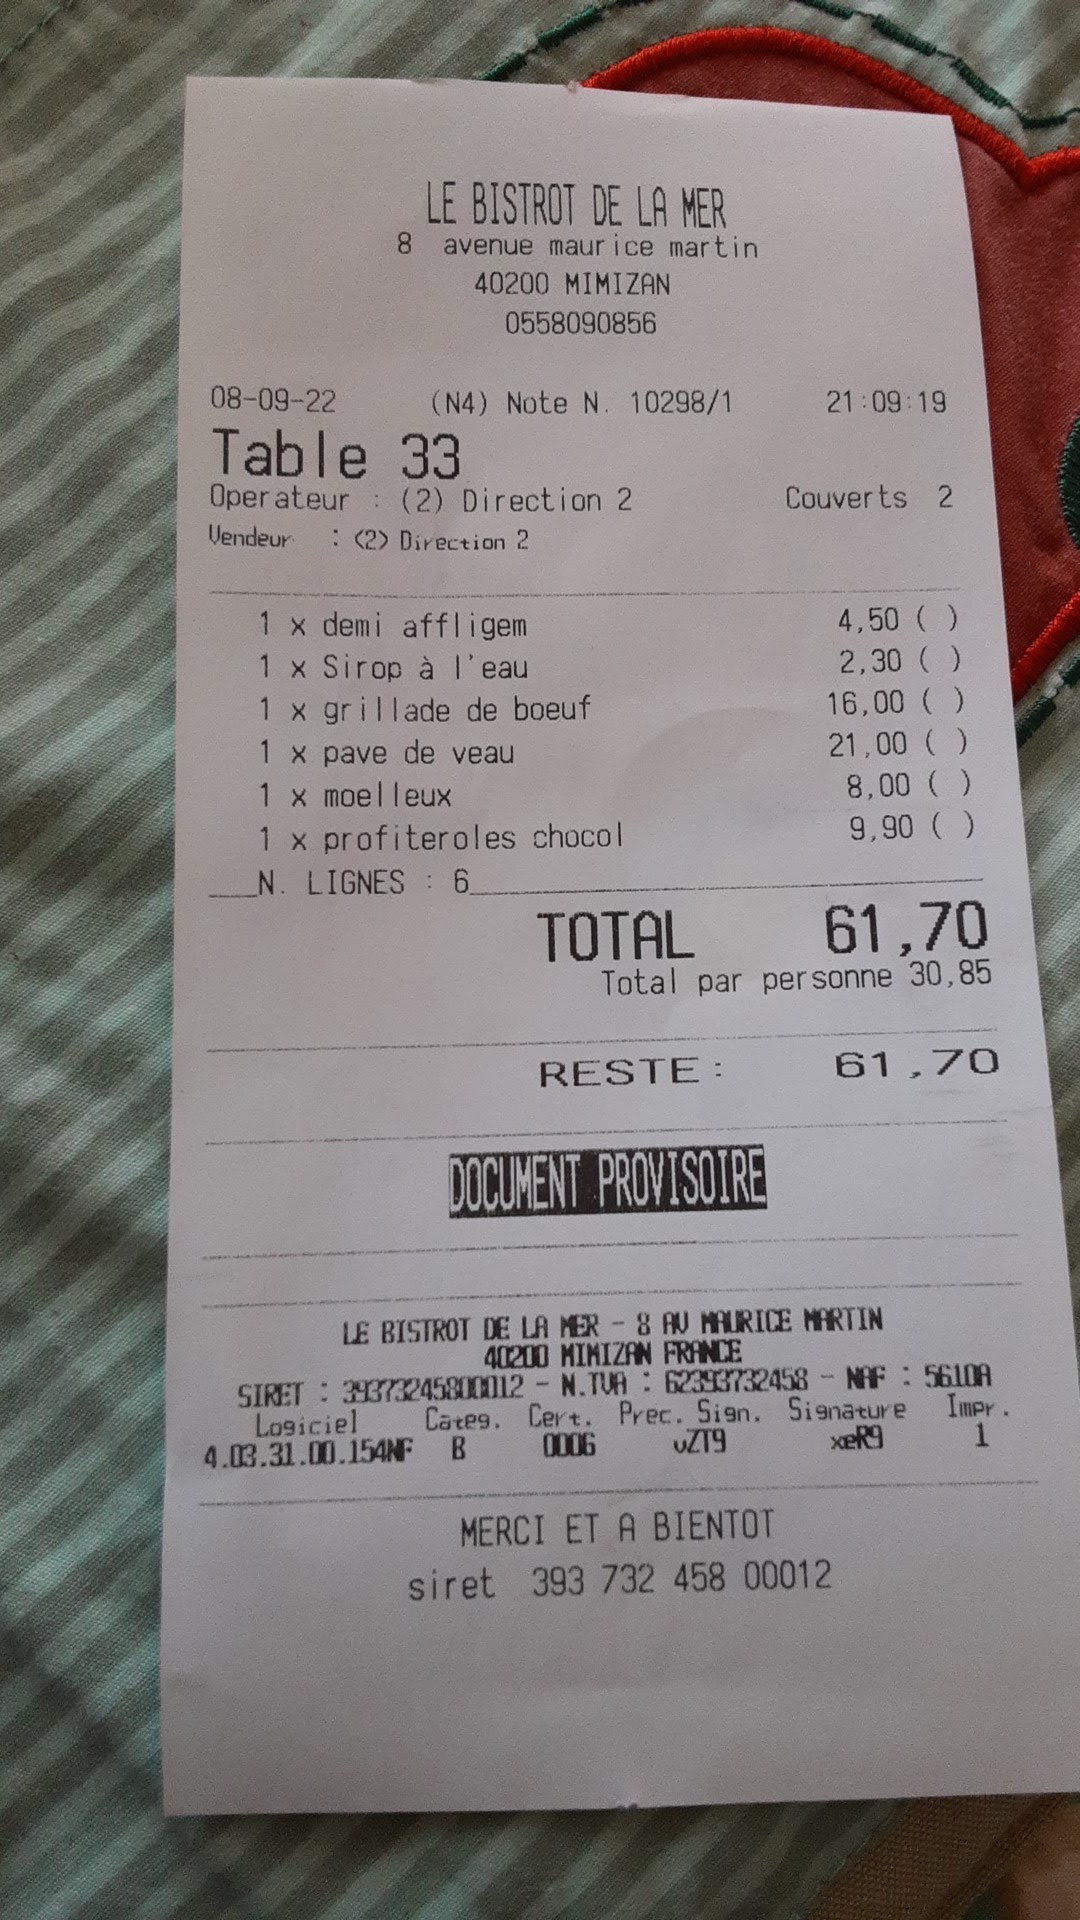 LE BISTROT DE LA MER
8 avenue maurice martin
40200 MIMIZAN
0558090856
08-09-22 (N4) Note N. 10298/1 21:09:19
Table 33
Operateur : (2) Direction 2 Couverts 2
Vendeur : (2) Direction 2
1 x demi affligem 4,50 ( )
1 x Sirop à l'eau 2,30 ( )
1 x grillade de boeuf 16,00 ( )
1 x pave de veau 21,00 ( )
1 x moelleux 8,00 ( )
1 x profiteroles chocol 9,90 ( )
N. LIGNES : 6
TOTAL 61,70
Total par personne 30,85
RESTE: 61,70
DOCUMENT PROVISOIRE
LE BISTROT DE LA MER - 8 AV MAURICE MARTIN
40200 MIMIZAN FRANCE
SIRET : 39373245800012 - N.TVA : 62393732458 - NAF : 5610A
Logiciel Categ. Cert. Prec. Sign. Signature Impr.
4.03.31.00.154NF B 0006 vZT9 xeR9 1
MERCI ET A BIENTOT
siret 393 732 458 00012